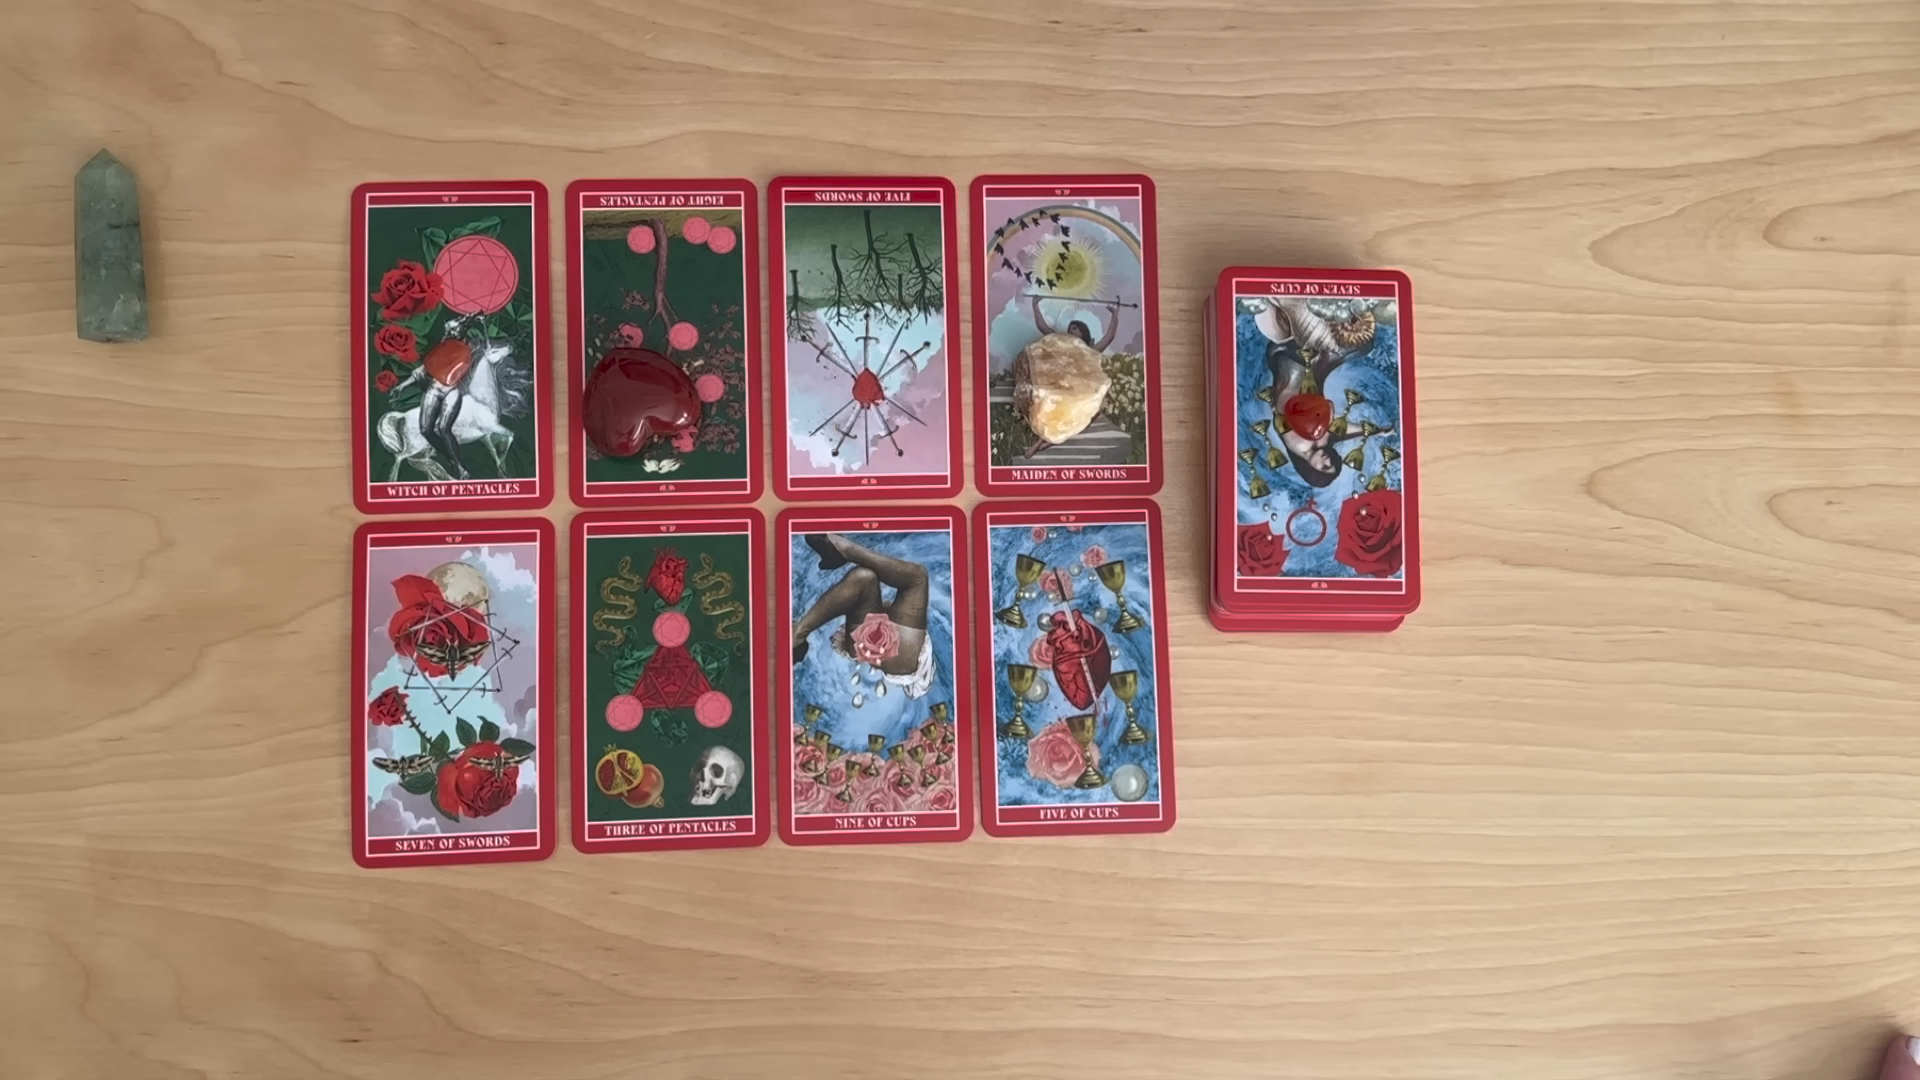 WITCH OF PENTACLES
EIGHT OF PENTACLES
FIVE OF SWORDS
MAIDEN OF SWORDS
SEVEN OF CUPS
SEVEN OF SWORDS
THREE OF PENTACLES
NINE OF CUPS
FIVE OF CUPS